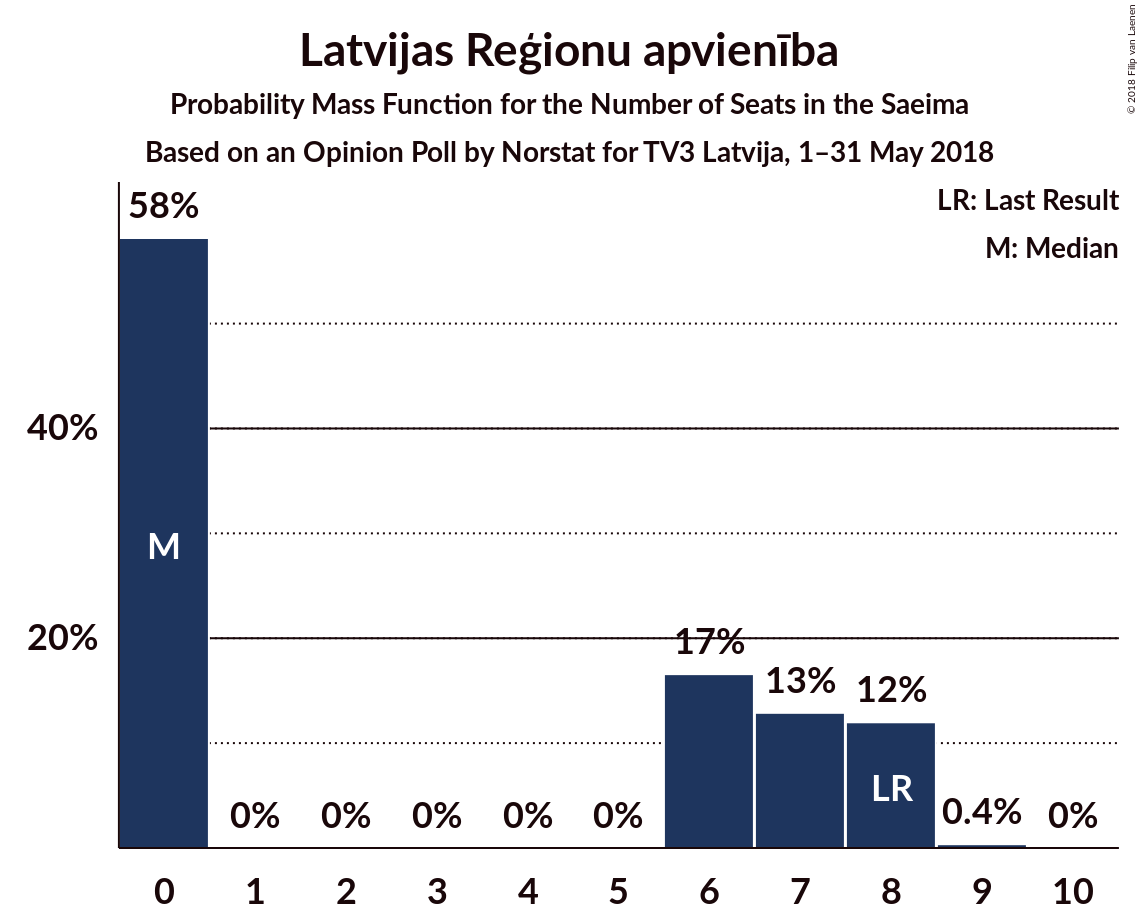 Latvijas Reģionu apvienība
Probability Mass Function for the Number of Seats in the Saeima
Based on an Opinion Poll by Norstat for TV3 Latvija, 1–31 May 2018
© 2018 Filip van Laenen
LR: Last Result
M: Median
58%
40%
M
20%
17%
13%
12%
LR
0% 0% 0% 0% 0% 0.4% 0%
0 1 2 3 4 5 6 7 8 9 10